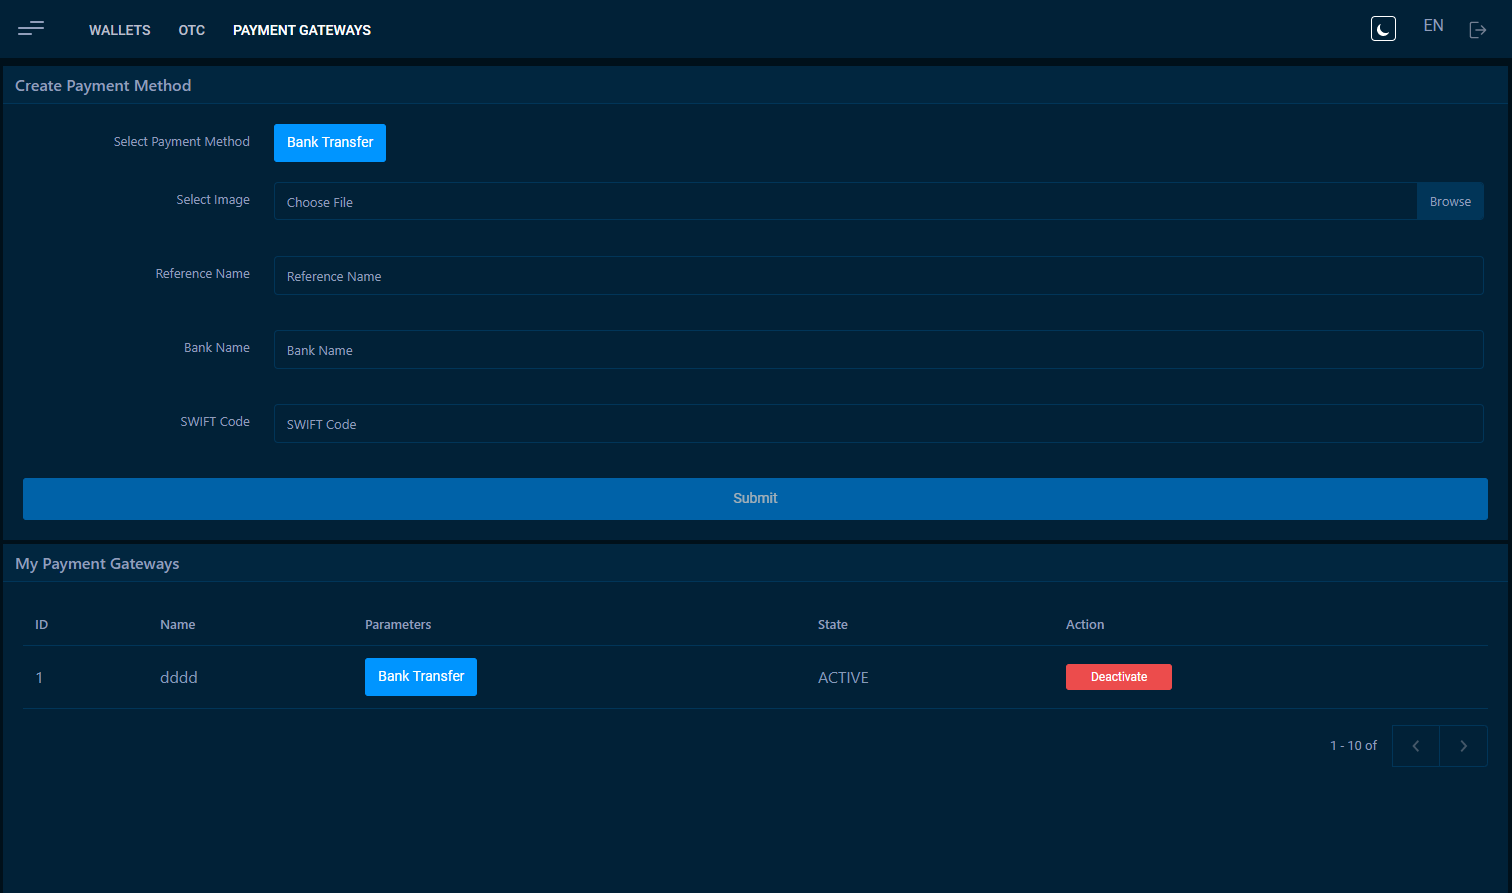 WALLETS OTC PAYMENT GATEWAYS EN
Create Payment Method
Select Payment Method Bank Transfer
Select Image Choose File Browse
Reference Name Reference Name
Bank Name Bank Name
SWIFT Code SWIFT Code
Submit
My Payment Gateways
ID Name Parameters State Action
1 dddd Bank Transfer ACTIVE Deactivate
1 - 10 of